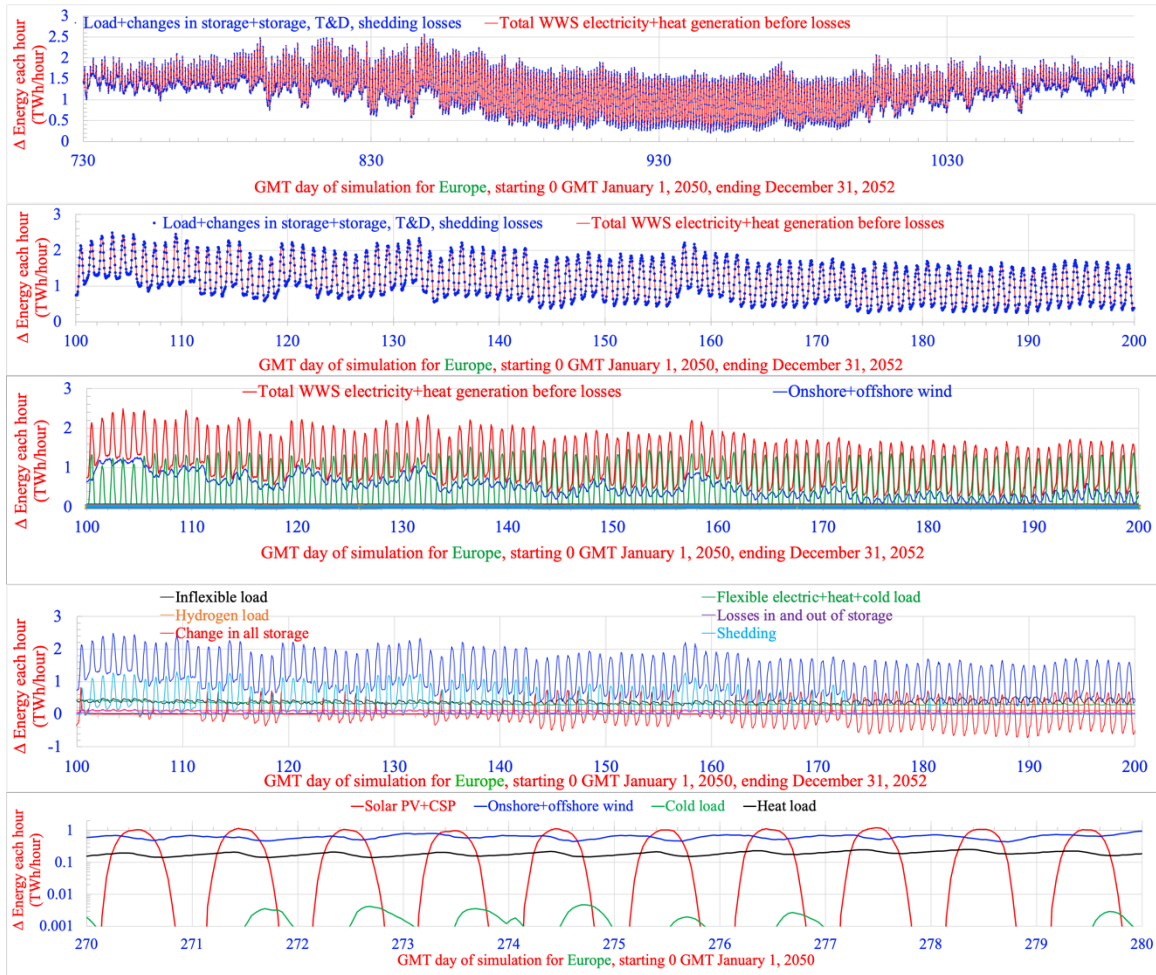 Load+changes in storage+storage, T&D, shedding losses —Total WWS electricity+heat generation before losses
Δ Energy each hour
(TWh/hour)
3
2.5
2
1.5
1
0.5
0
730 830 930 1030
GMT day of simulation for Europe, starting 0 GMT January 1, 2050, ending December 31, 2052
Load+changes in storage+storage, T&D, shedding losses —Total WWS electricity+heat generation before losses
Δ Energy each hour
(TWh/hour)
3
2
1
0
100 110 120 130 140 150 160 170 180 190 200
GMT day of simulation for Europe, starting 0 GMT January 1, 2050, ending December 31, 2052
—Total WWS electricity+heat generation before losses —Onshore+offshore wind
Δ Energy each hour
(TWh/hour)
3
2
1
0
100 110 120 130 140 150 160 170 180 190 200
GMT day of simulation for Europe, starting 0 GMT January 1, 2050, ending December 31, 2052
—Inflexible load —Flexible electric+heat+cold load
—Hydrogen load —Losses in and out of storage
—Change in all storage —Shedding
Δ Energy each hour
(TWh/hour)
3
2
1
0
-1
100 110 120 130 140 150 160 170 180 190 200
GMT day of simulation for Europe, starting 0 GMT January 1, 2050, ending December 31, 2052
—Solar PV+CSP —Onshore+offshore wind —Cold load —Heat load
Δ Energy each hour
(TWh/hour)
1
0.1
0.01
0.001
270 271 272 273 274 275 276 277 278 279 280
GMT day of simulation for Europe, starting 0 GMT January 1, 2050